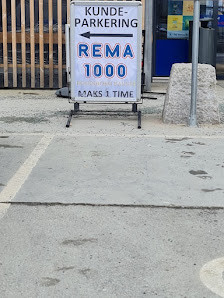 KUNDE-
PARKERING
REMA
1000
MAKS 1 TIME